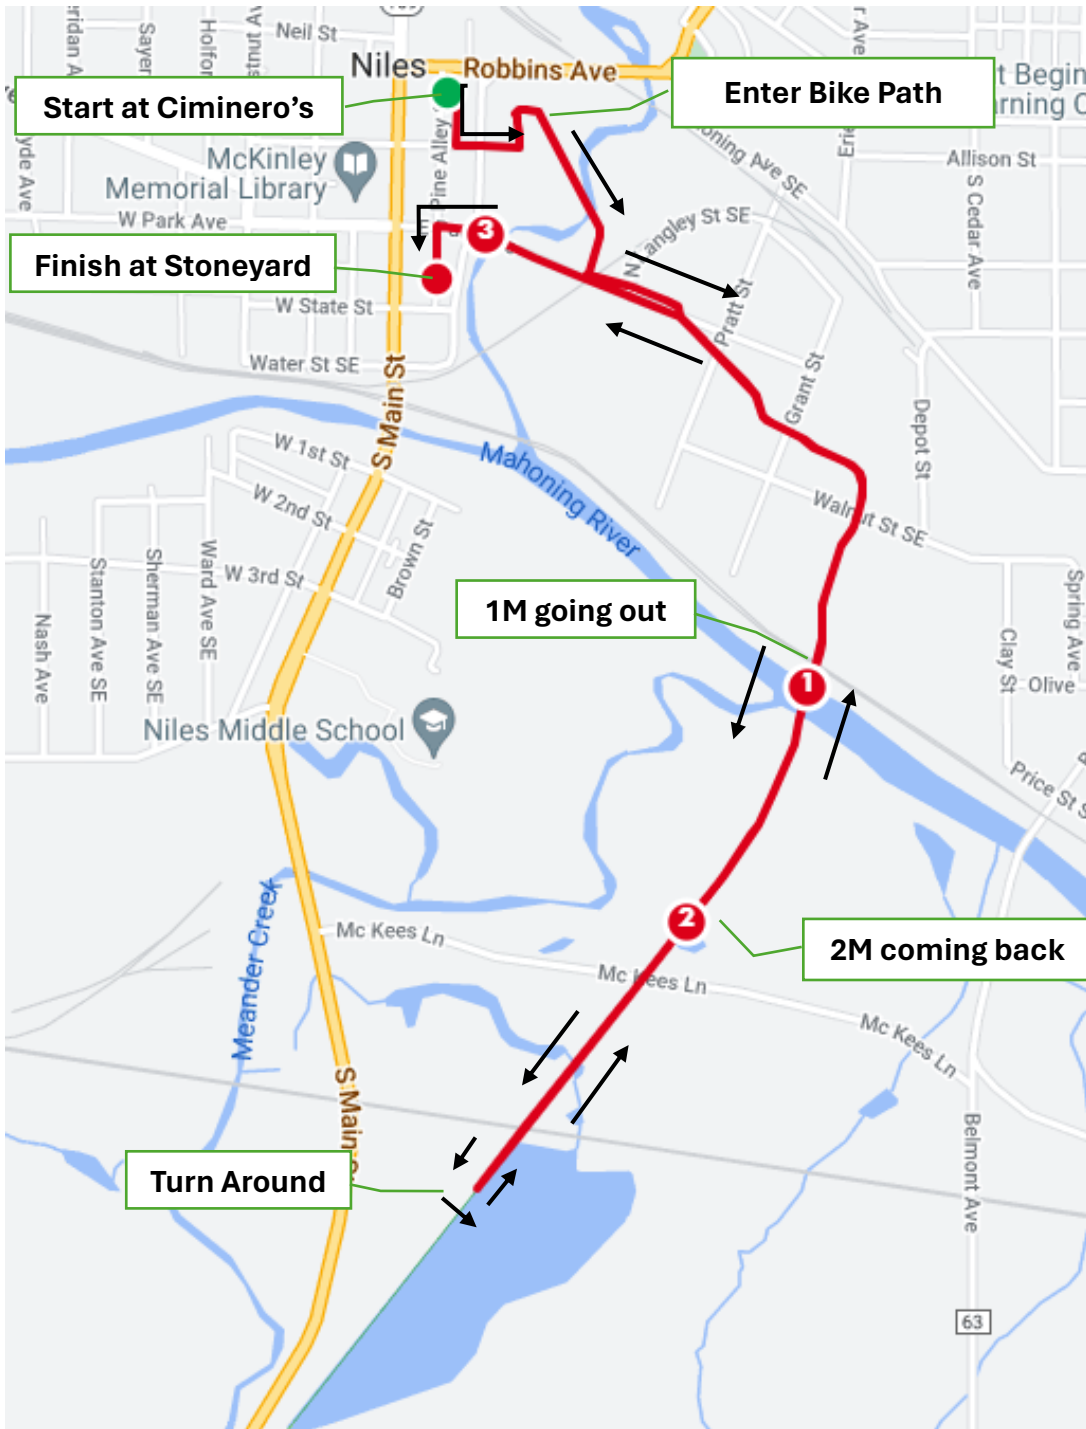 Neil St
Sayer
Niles
Robbins Ave
Start at Ciminero's
Enter Bike Path
McKinley
Memorial Library
Pine Alley
Allison St
W Park Ave
S Cedar Ave
N Langley St SE
Finish at Stoneyard
W State St
Pratt St
Water St SE
S Main St
Grant St
Depot St
W 1st St
Mahoning River
W 2nd St
Walnut St SE
Brown St
W 3rd St
Ward Ave SE
Sherman Ave SE
Stanton Ave SE
Nash Ave
1M going out
Spring Ave
Clay St
Olive
1
Niles Middle School
Price St S
2
Mc Kees Ln
2M coming back
Meander Creek
Mc Kees Ln
Mc Kees Ln
S Main
Belmont Ave
Turn Around
63
3